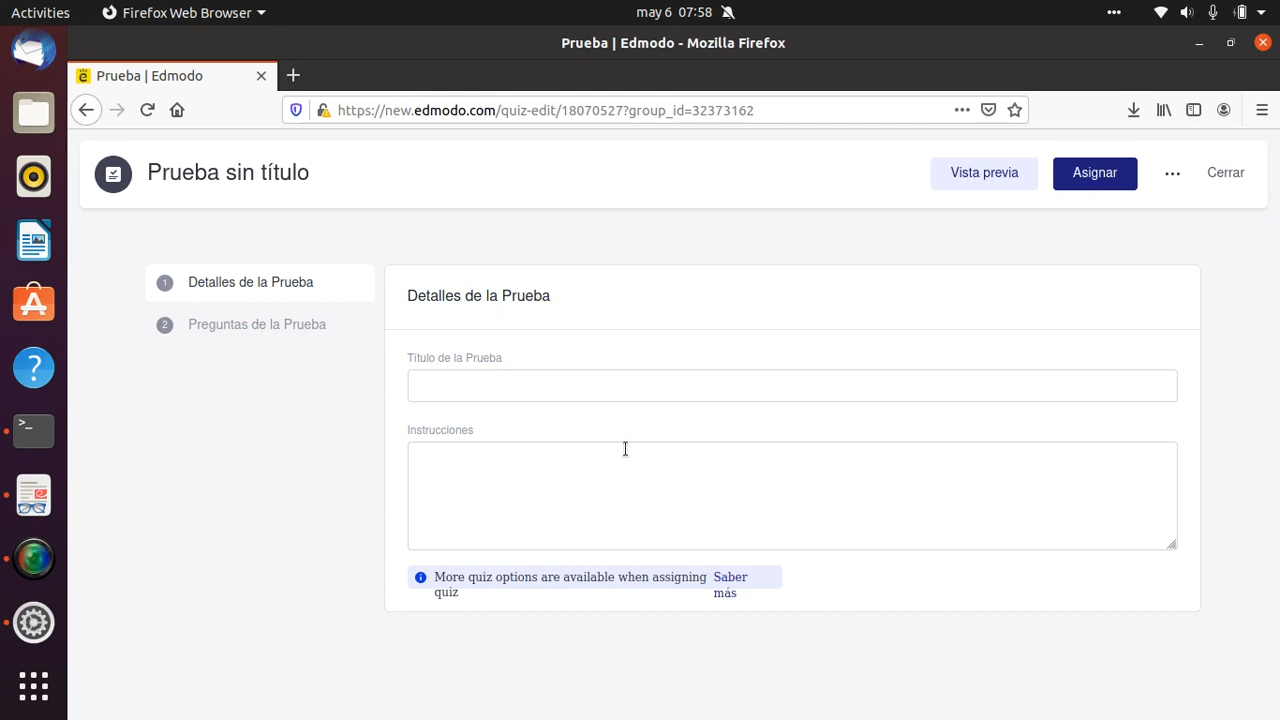 Activities
Firefox Web Browser
may 6 07:58
Prueba | Edmodo - Mozilla Firefox
Prueba | Edmodo
https://new.edmodo.com/quiz-edit/18070527?group_id=32373162
Prueba sin título
Vista previa
Asignar
Cerrar
1 Detalles de la Prueba
2 Preguntas de la Prueba
Detalles de la Prueba
Título de la Prueba
Instrucciones
More quiz options are available when assigning quiz
Saber más